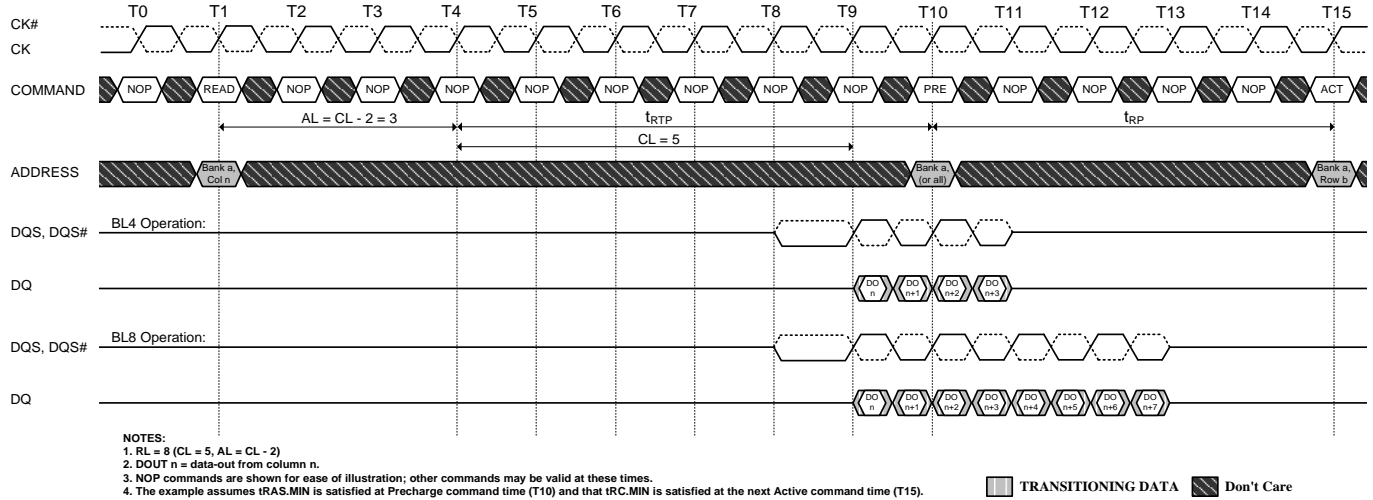 T0 T1 T2 T3 T4 T5 T6 T7 T8 T9 T10 T11 T12 T13 T14 T15
CK#
CK
COMMAND NOP READ NOP NOP NOP NOP NOP NOP NOP NOP PRE NOP NOP NOP NOP ACT
AL = CL - 2 = 3 tRTP tRP
CL = 5
ADDRESS
Bank a, Col n
Bank a, (or all)
Bank a, Row b
BL4 Operation:
DQS, DQS#
DQ
DO n
DO n+1
DO n+2
DO n+3
BL8 Operation:
DQS, DQS#
DQ
DO n
DO n+1
DO n+2
DO n+3
DO n+4
DO n+5
DO n+6
DO n+7
NOTES:
1. RL = 8 (CL = 5, AL = CL - 2)
2. DOUT n = data-out from column n.
3. NOP commands are shown for ease of illustration; other commands may be valid at these times.
4. The example assumes tRAS.MIN is satisfied at Precharge command time (T10) and that tRC.MIN is satisfied at the next Active command time (T15).
TRANSITIONING DATA Don't Care